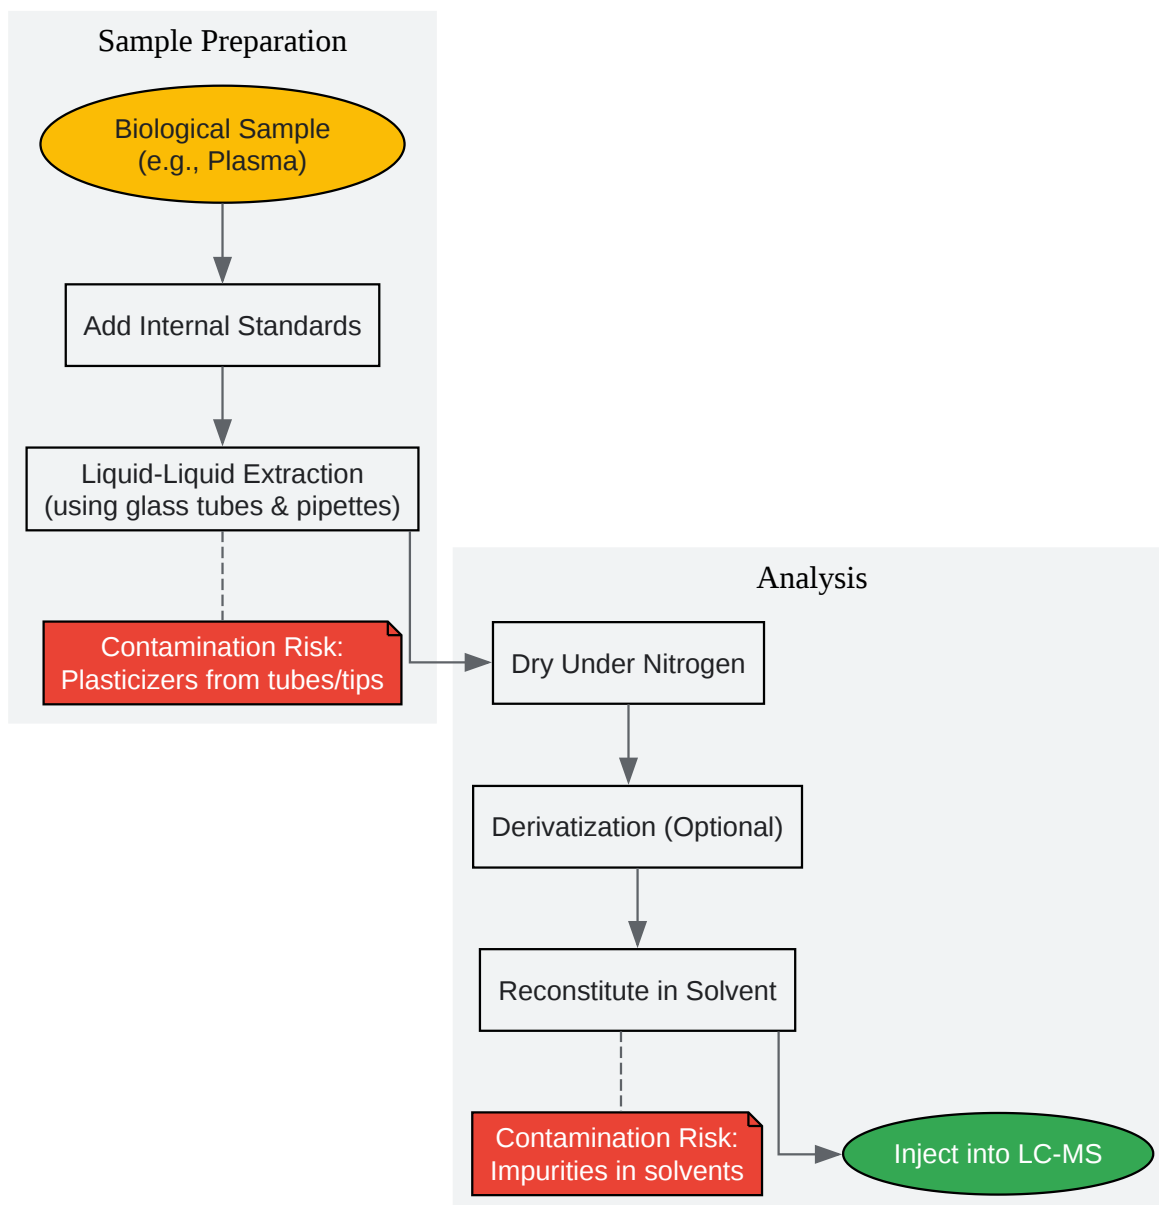 Sample Preparation
Biological Sample
(e.g., Plasma)
Add Internal Standards
Liquid-Liquid Extraction
(using glass tubes & pipettes)
Contamination Risk:
Plasticizers from tubes/tips
Analysis
Dry Under Nitrogen
Derivatization (Optional)
Reconstitute in Solvent
Contamination Risk:
Impurities in solvents
Inject into LC-MS